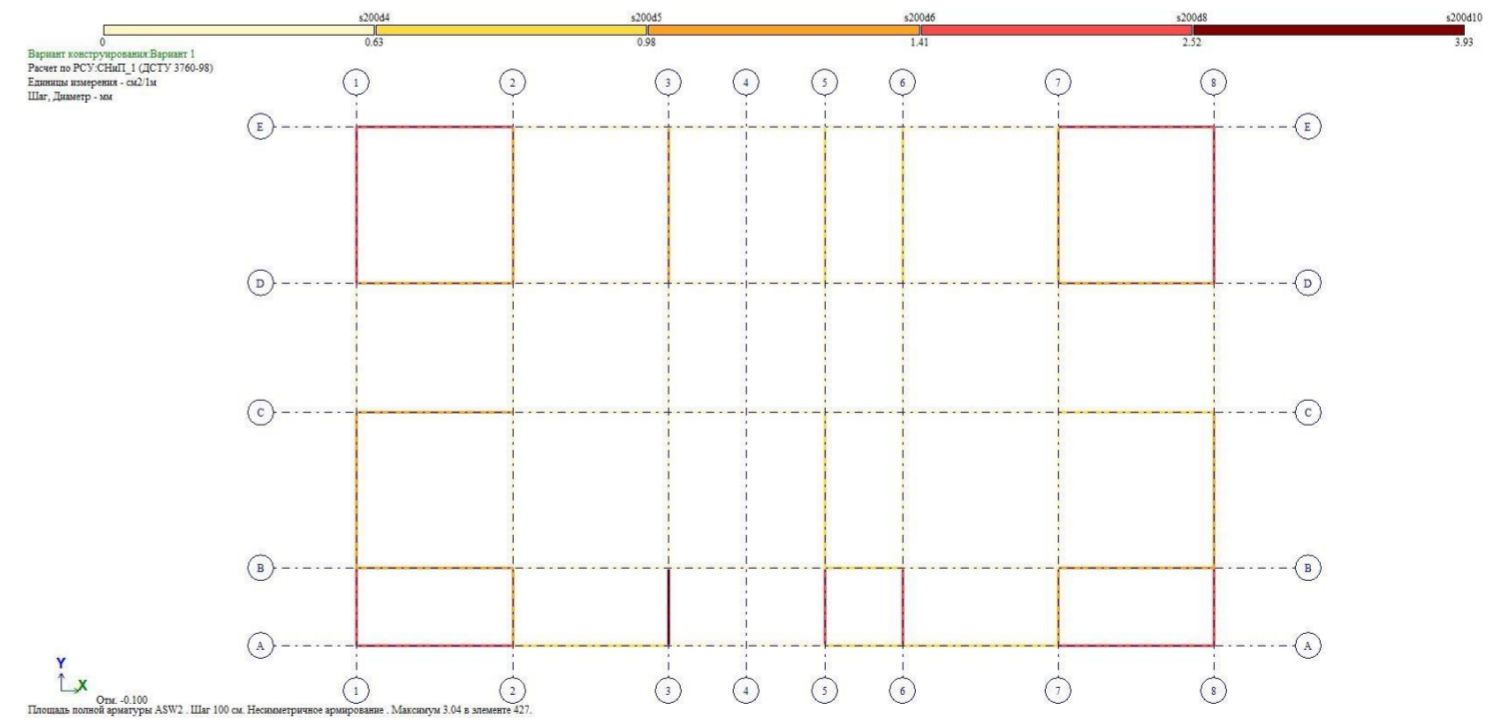 s200d4 s200d5 s200d6 s200d8 s200d10
0 0.63 0.98 1.41 2.52 3.93
Вариант конструирования:Вариант 1
Расчет по РСУ:СНиП_1 (ДСТУ 3760-98)
Единицы измерения - см2/1м
Шаг, Диаметр - мм
1 2 3 4 5 6 7 8
E E
D D
C C
B B
A A
Y
X
1 2 3 4 5 6 7 8
Отм. -0.100
Площадь полной арматуры ASW2 . Шаг 100 см. Несимметричное армирование . Максимум 3.04 в элементе 427.